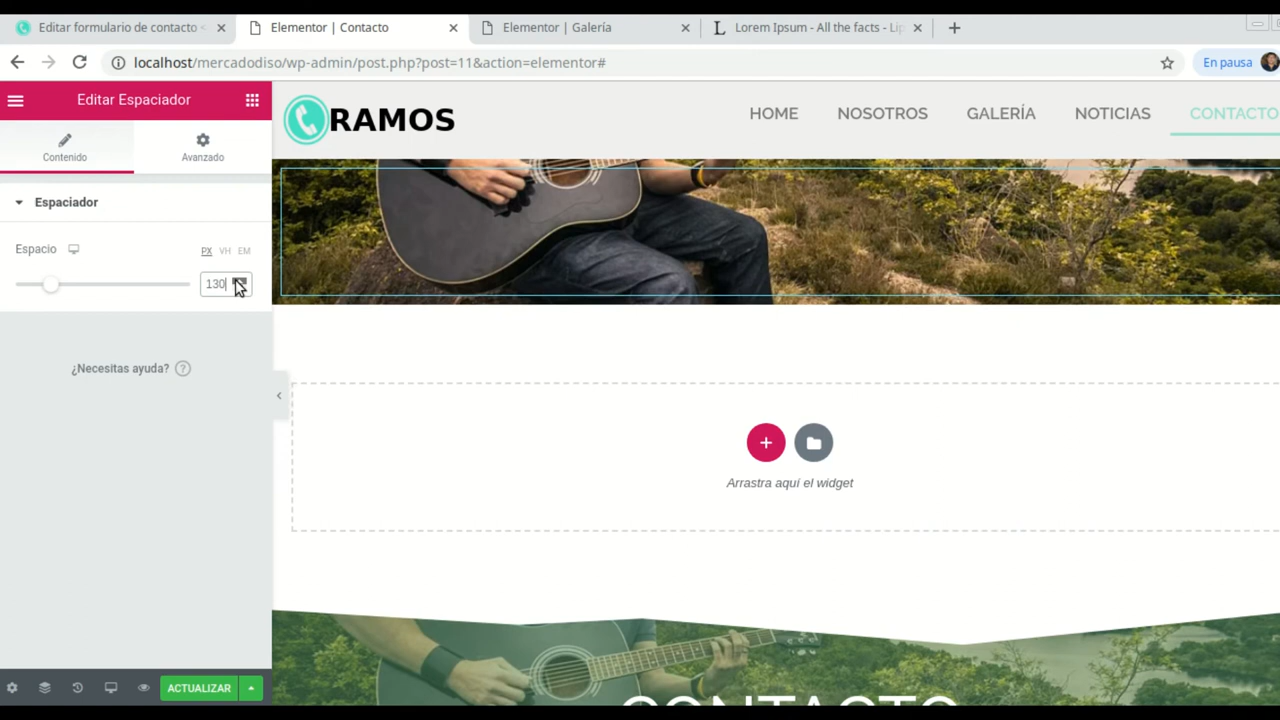 Editar formulario de contacto <
Elementor | Contacto
Elementor | Galería
Lorem Ipsum - All the facts - Lip
localhost/mercadodiso/wp-admin/post.php?post=11&action=elementor#
En pausa
Editar Espaciador
Contenido
Avanzado
Espaciador
Espacio
PX VH EM
130
¿Necesitas ayuda? ?
ACTUALIZAR
RAMOS
HOME NOSOTROS GALERÍA NOTICIAS CONTACTO
Arrastra aquí el widget
CONTACTO